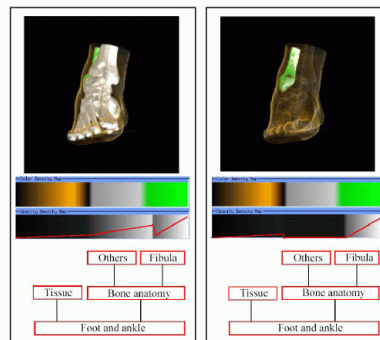 Color Density Map
Opacity Density Map
Others
Fibula
Tissue
Bone anatomy
Foot and ankle
Color Density Map
Opacity Density Map
Others
Fibula
Tissue
Bone anatomy
Foot and ankle